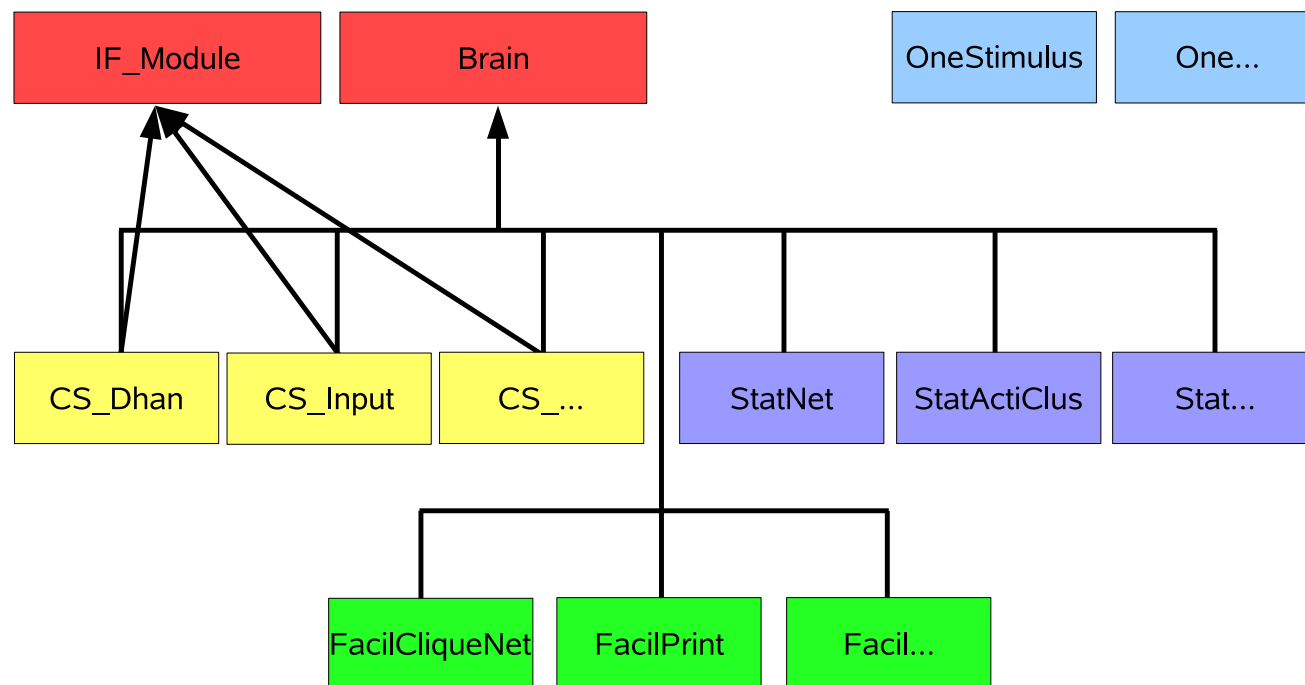 IF_Module
Brain
OneStimulus
One...
CS_Dhan
CS_Input
CS_...
StatNet
StatActiClus
Stat...
FacilCliqueNet
FacilPrint
Facil...